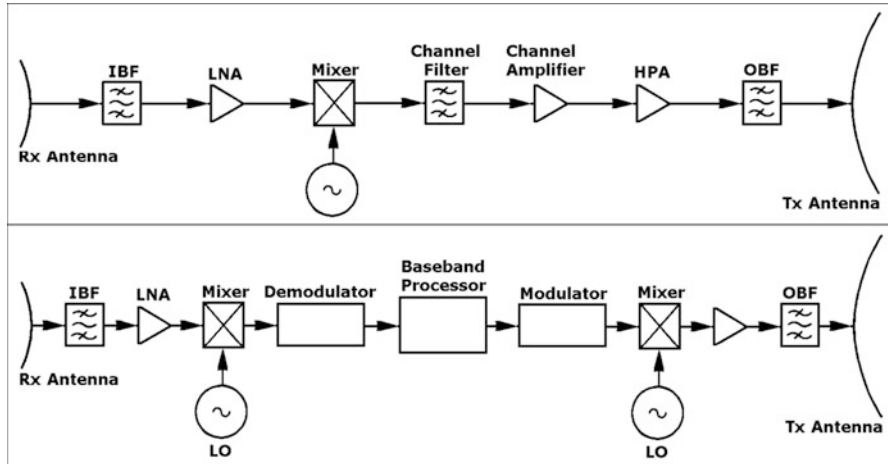 IBF
LNA
Mixer
Channel
Filter
Channel
Amplifier
HPA
OBF
Rx Antenna
Tx Antenna
IBF
LNA
Mixer
Demodulator
Baseband
Processor
Modulator
Mixer
OBF
Rx Antenna
LO
LO
Tx Antenna